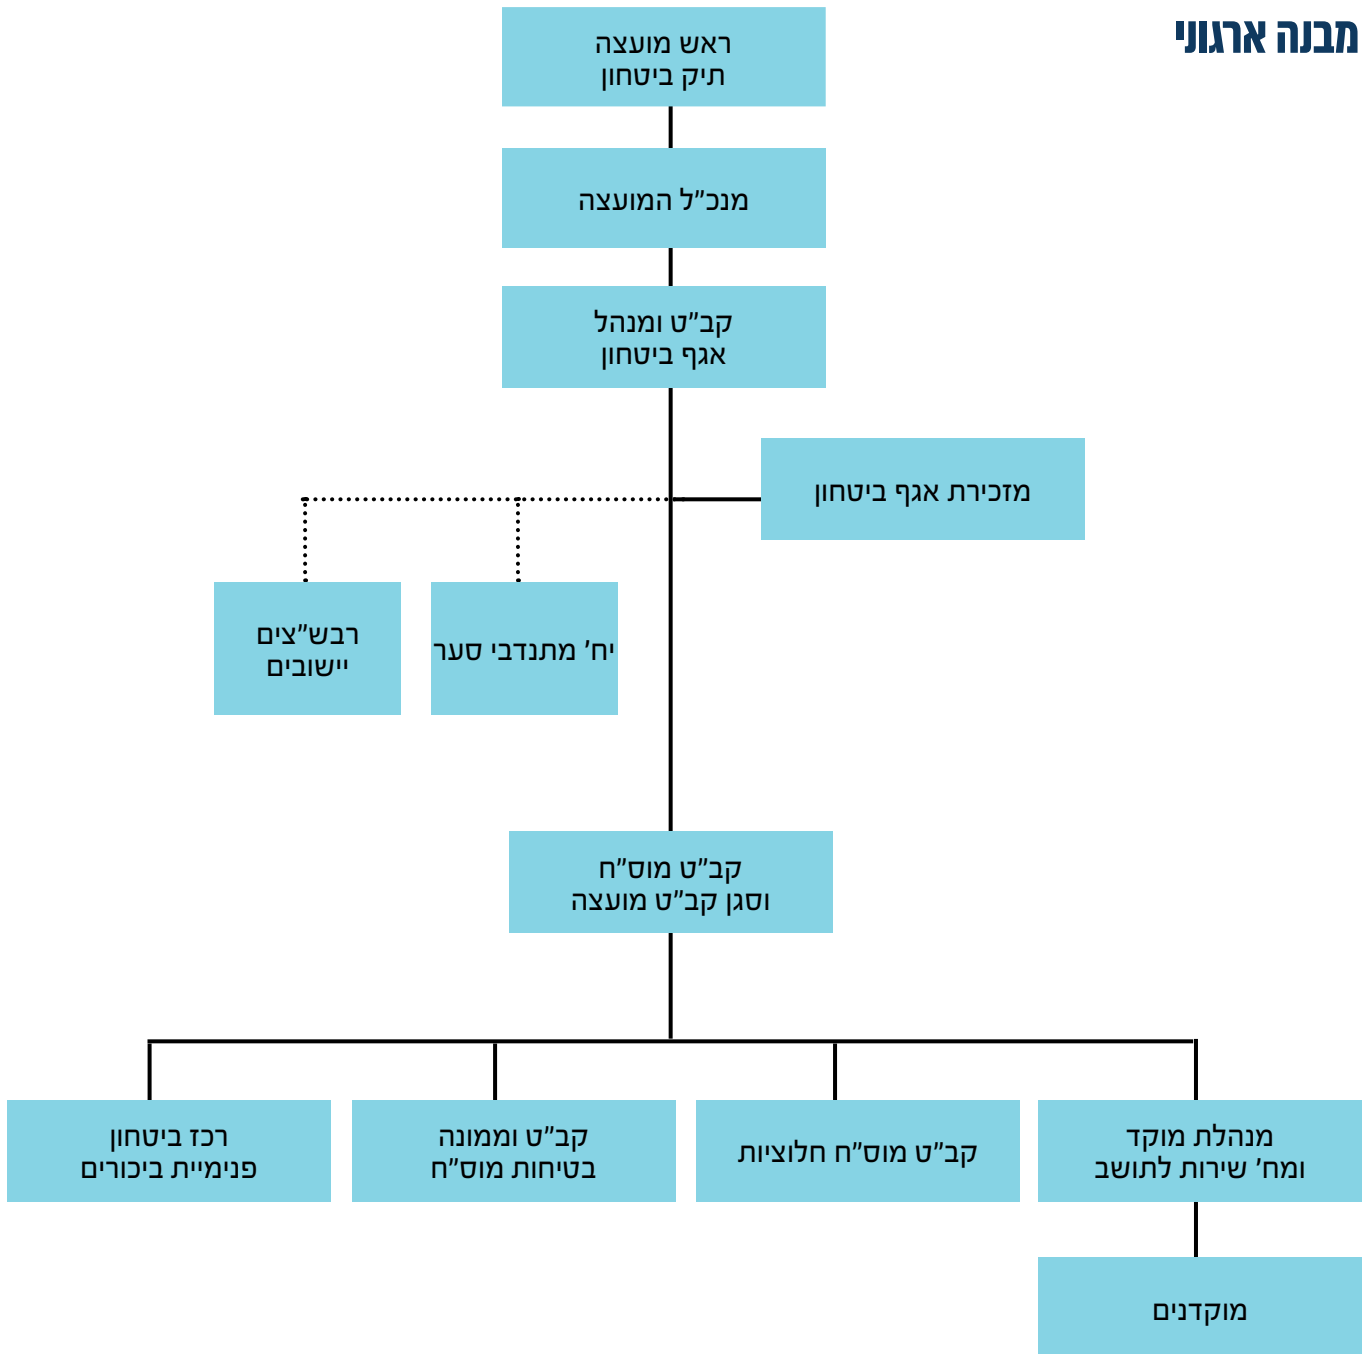 מבנה ארגוני
ראש מועצה
תיק ביטחון
מנכ"ל המועצה
קב"ט ומנהל
אגף ביטחון
מזכירת אגף ביטחון
יח' מתנדבי סער
רבש"צים
יישובים
קב"ט מוס"ח
וסגן קב"ט מועצה
מנהלת מוקד
ומח' שירות לתושב
קב"ט מוס"ח חלוציות
קב"ט וממונה
בטיחות מוס"ח
רכז ביטחון
פנימיית ביכורים
מוקדנים